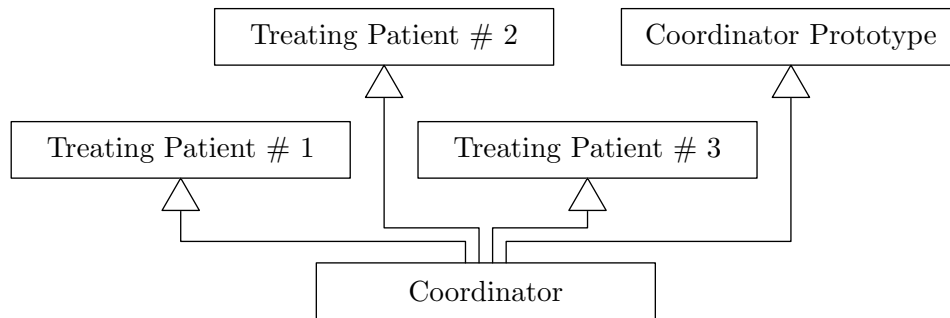 Treating Patient # 2
Coordinator Prototype
Treating Patient # 1
Treating Patient # 3
Coordinator